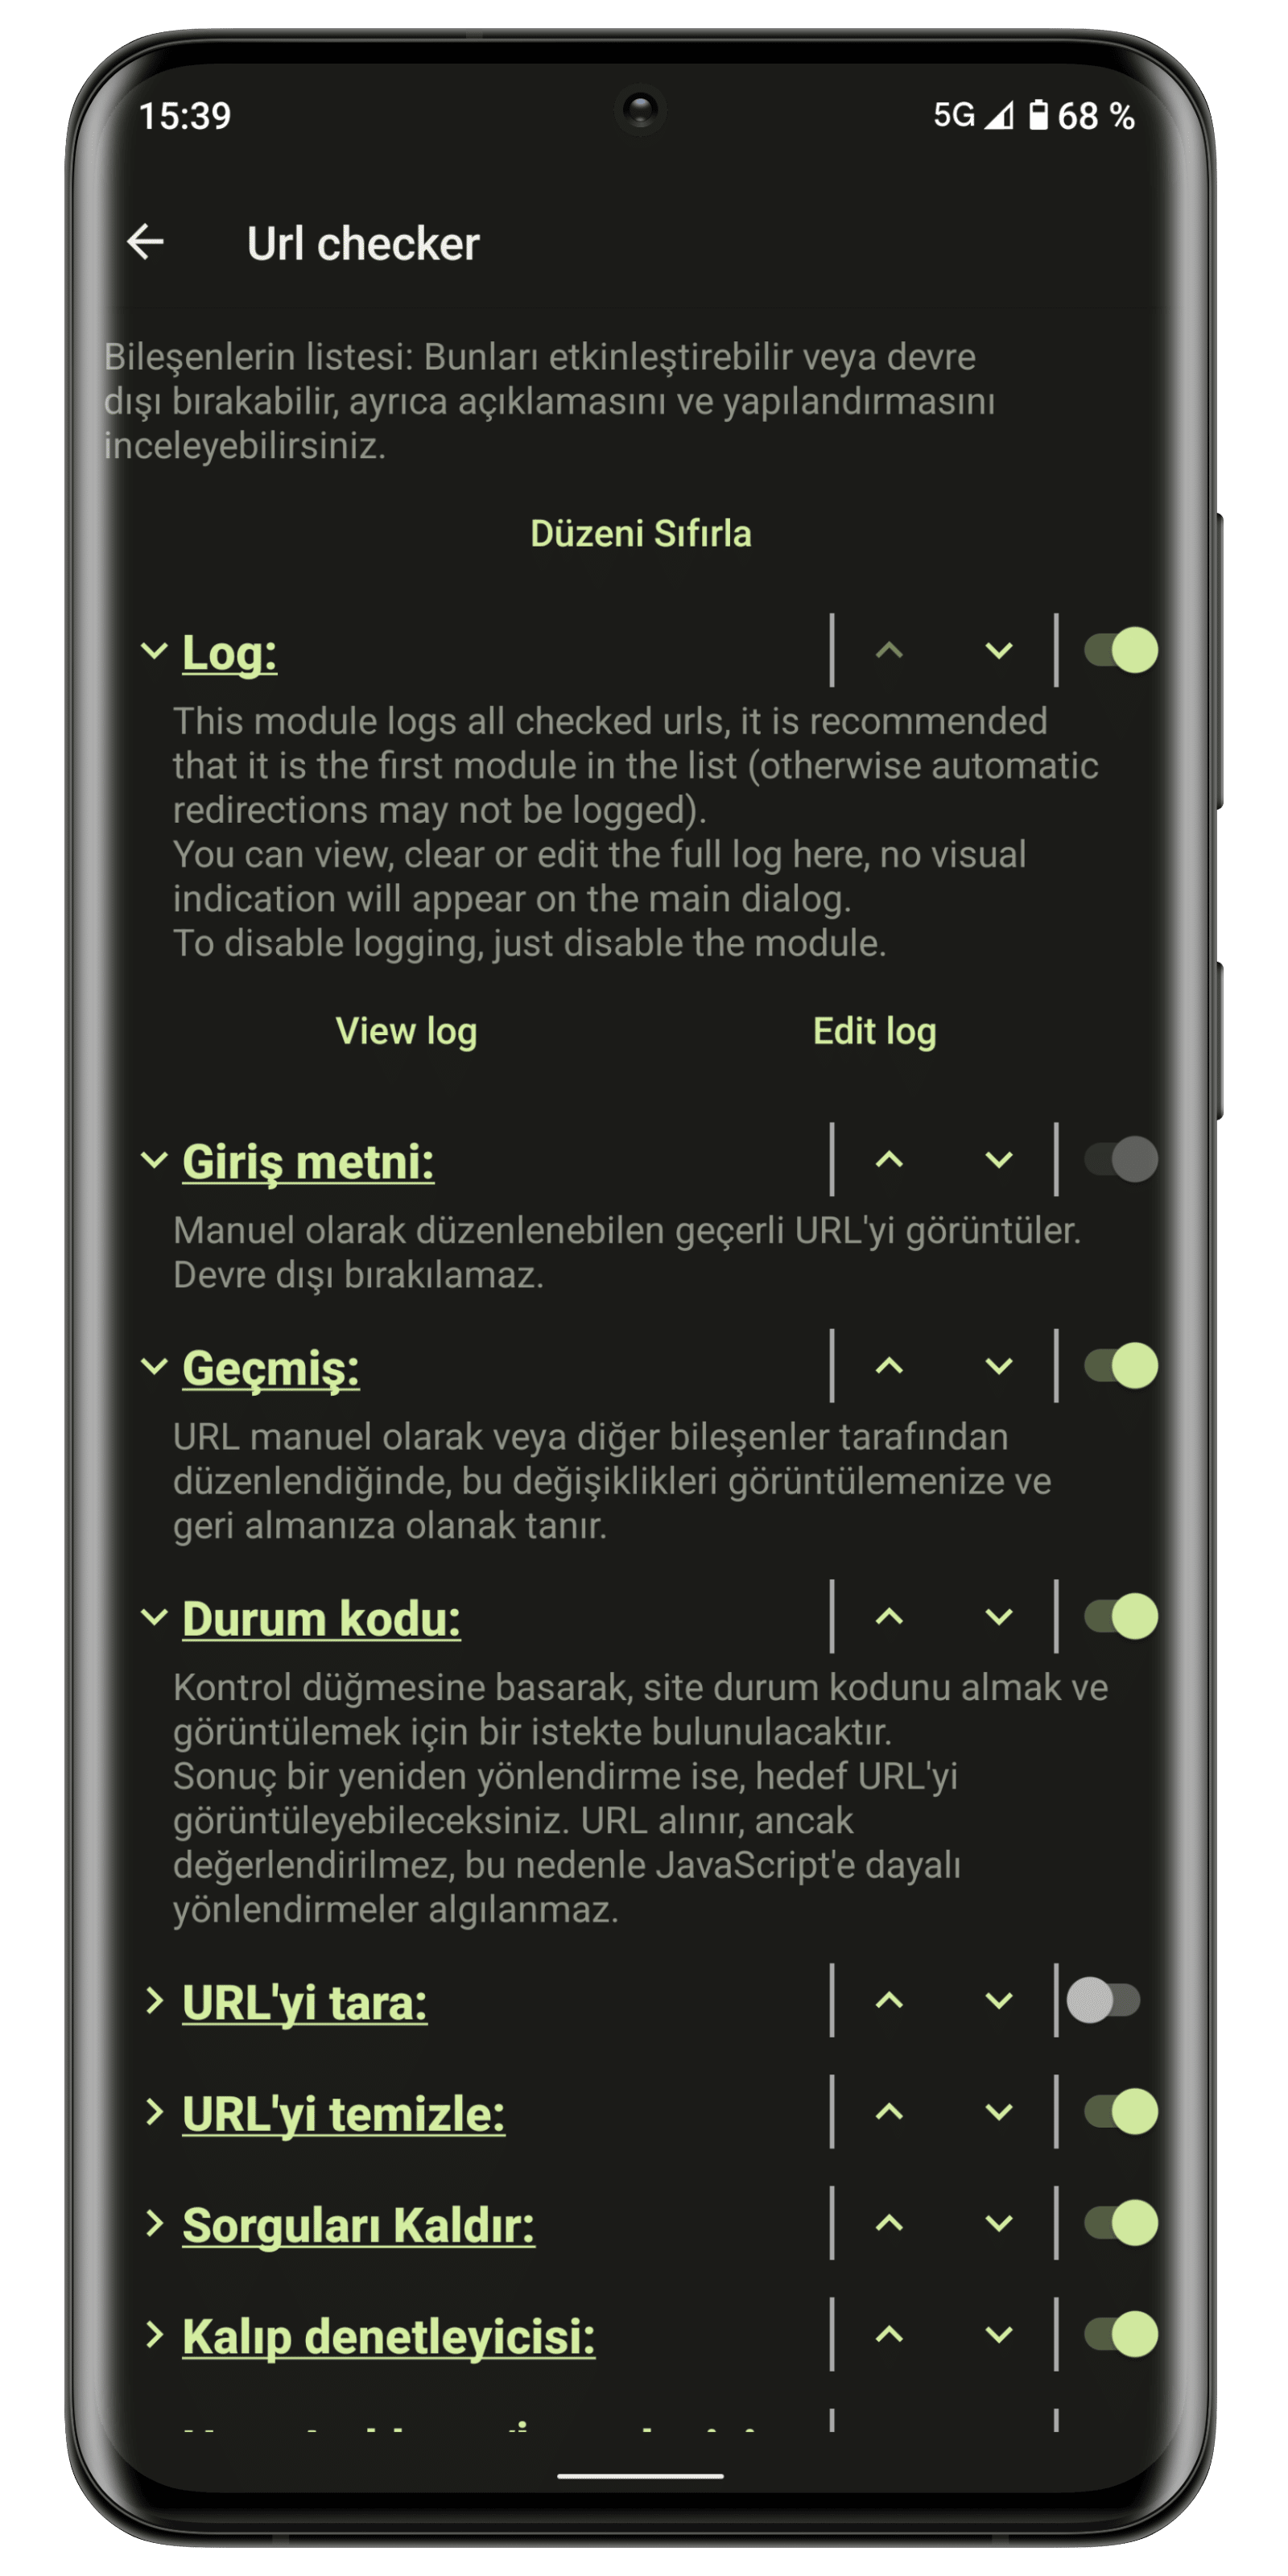 15:39
5G 68 %
Url checker
Bileşenlerin listesi: Bunları etkinleştirebilir veya devre
dışı bırakabilir, ayrıca açıklamasını ve yapılandırmasını
inceleyebilirsiniz.
Düzeni Sıfırla
Log:
This module logs all checked urls, it is recommended
that it is the first module in the list (otherwise automatic
redirections may not be logged).
You can view, clear or edit the full log here, no visual
indication will appear on the main dialog.
To disable logging, just disable the module.
View log
Edit log
Giriş metni:
Manuel olarak düzenlenebilen geçerli URL'yi görüntüler.
Devre dışı bırakılamaz.
Geçmiş:
URL manuel olarak veya diğer bileşenler tarafından
düzenlendiğinde, bu değişiklikleri görüntülemenize ve
geri almanıza olanak tanır.
Durum kodu:
Kontrol düğmesine basarak, site durum kodunu almak ve
görüntülemek için bir istekte bulunulacaktır.
Sonuç bir yeniden yönlendirme ise, hedef URL'yi
görüntüleyebileceksiniz. URL alınır, ancak
değerlendirilmez, bu nedenle JavaScript'e dayalı
yönlendirmeler algılanmaz.
URL'yi tara:
URL'yi temizle:
Sorguları Kaldır:
Kalıp denetleyicisi: